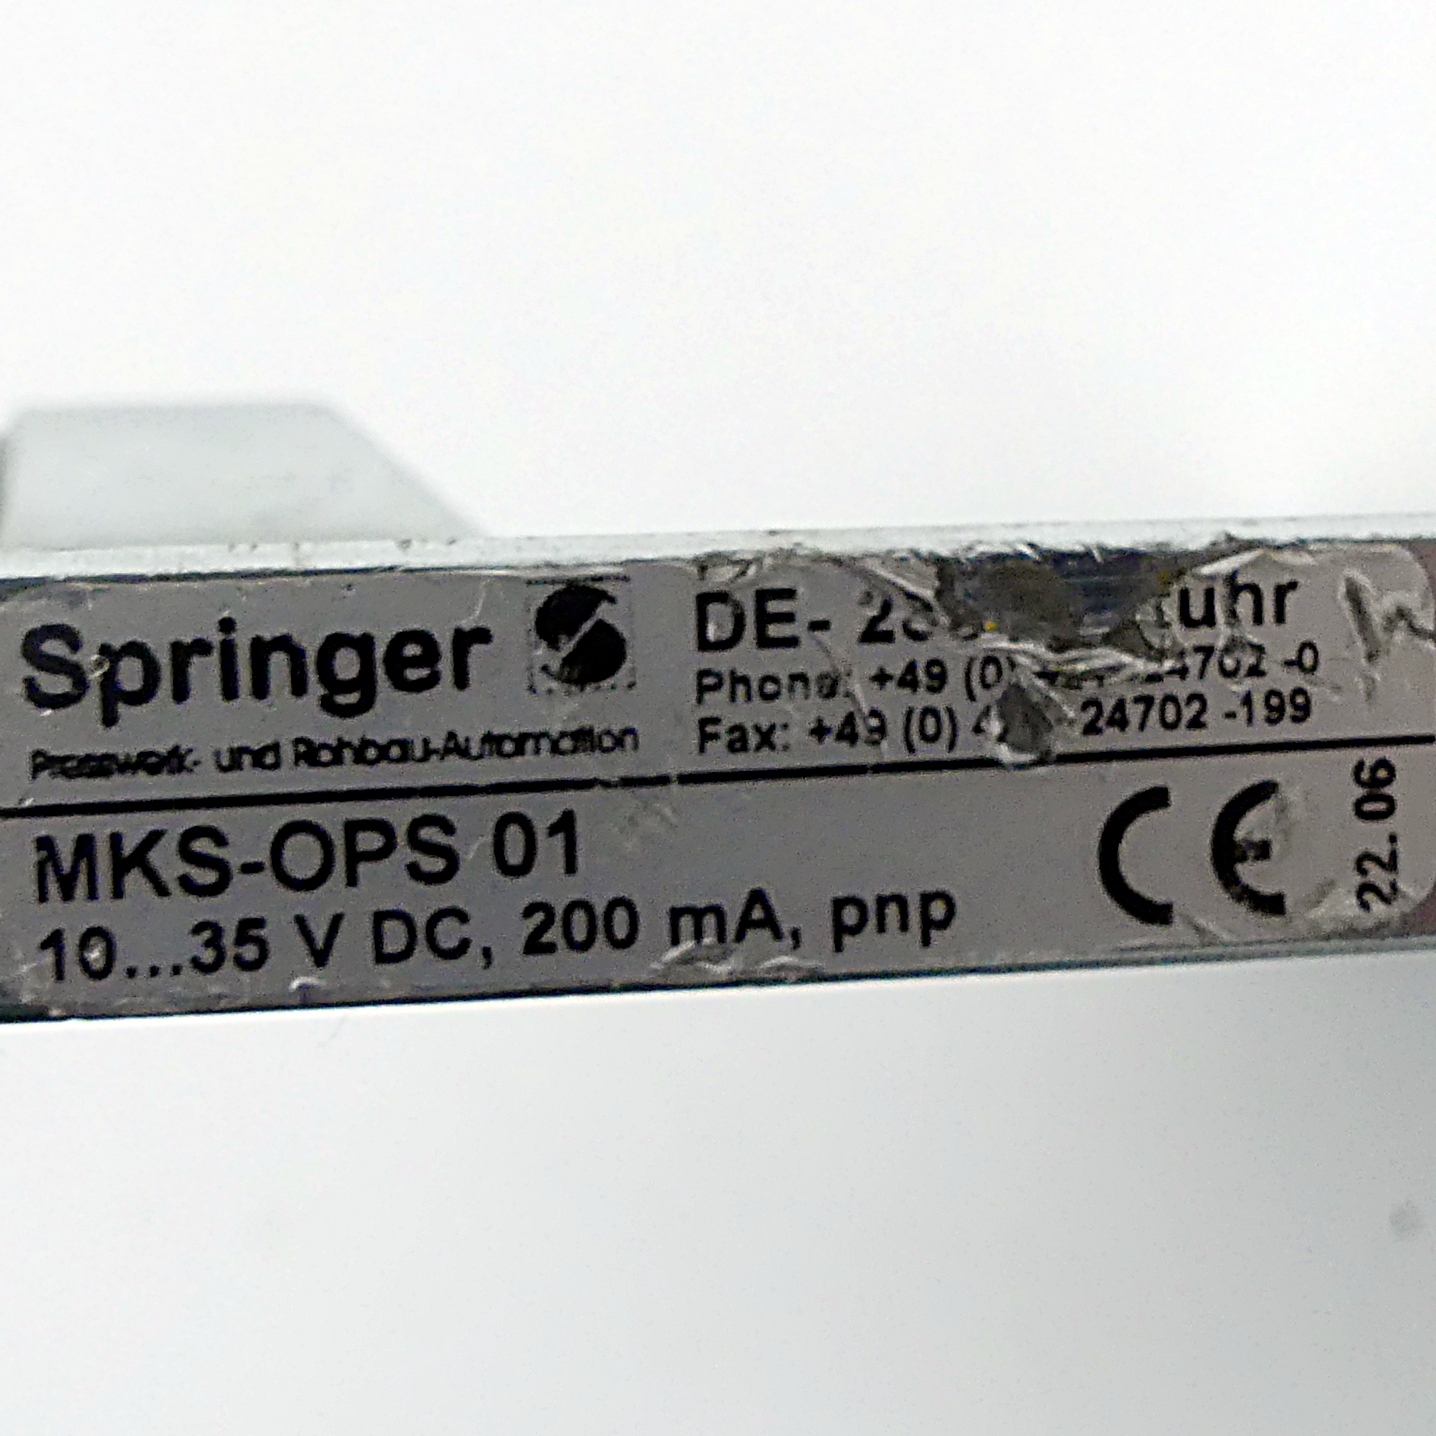 Springer
Presswerk- und Rohbau-Automation
DE-
Phone: +49 (0) 24702 -0
Fax: +49 (0) 24702 -199
MKS-OPS 01
10...35 V DC, 200 mA, pnp
CE
22.06